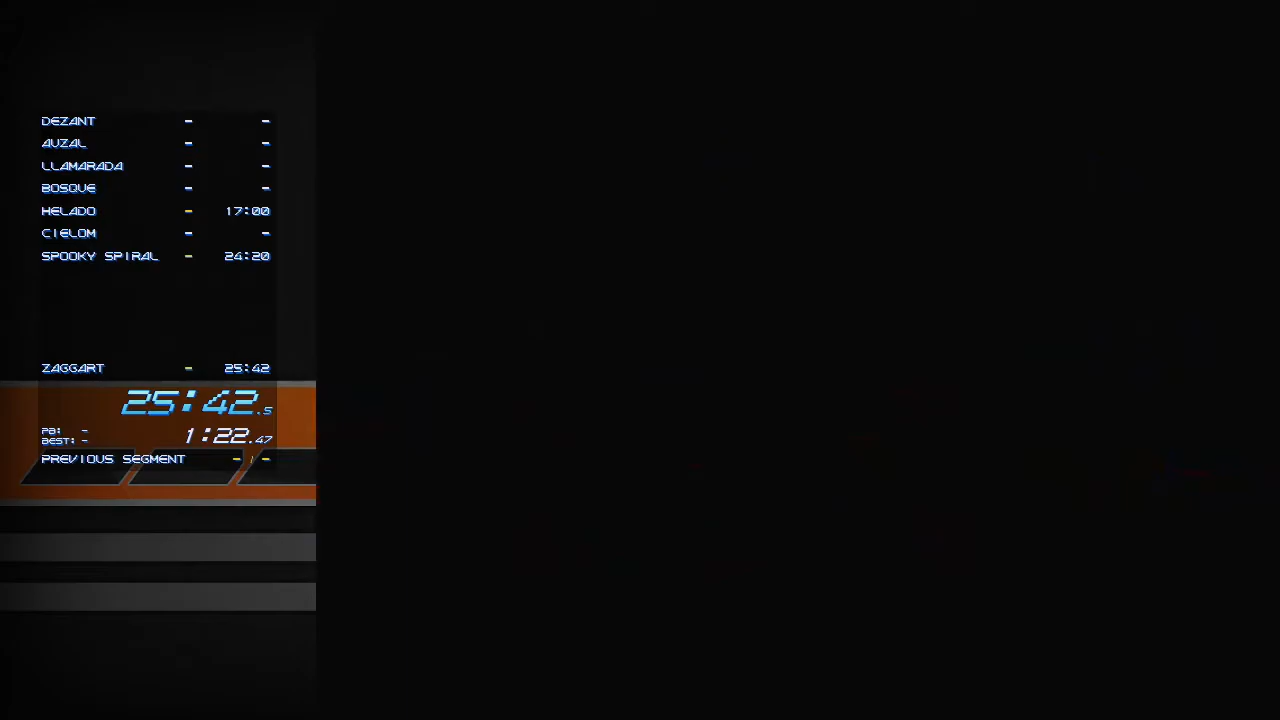 DEZANT - -
AUZAL - -
LLAMARADA - -
BOSQUE - -
HELADO - 17:00
CIELOM - -
SPOOKY SPIRAL - 24:20
ZAGGART - 25:42
25:42.5
PB: -
BEST: -
1:22.47
PREVIOUS SEGMENT - / -